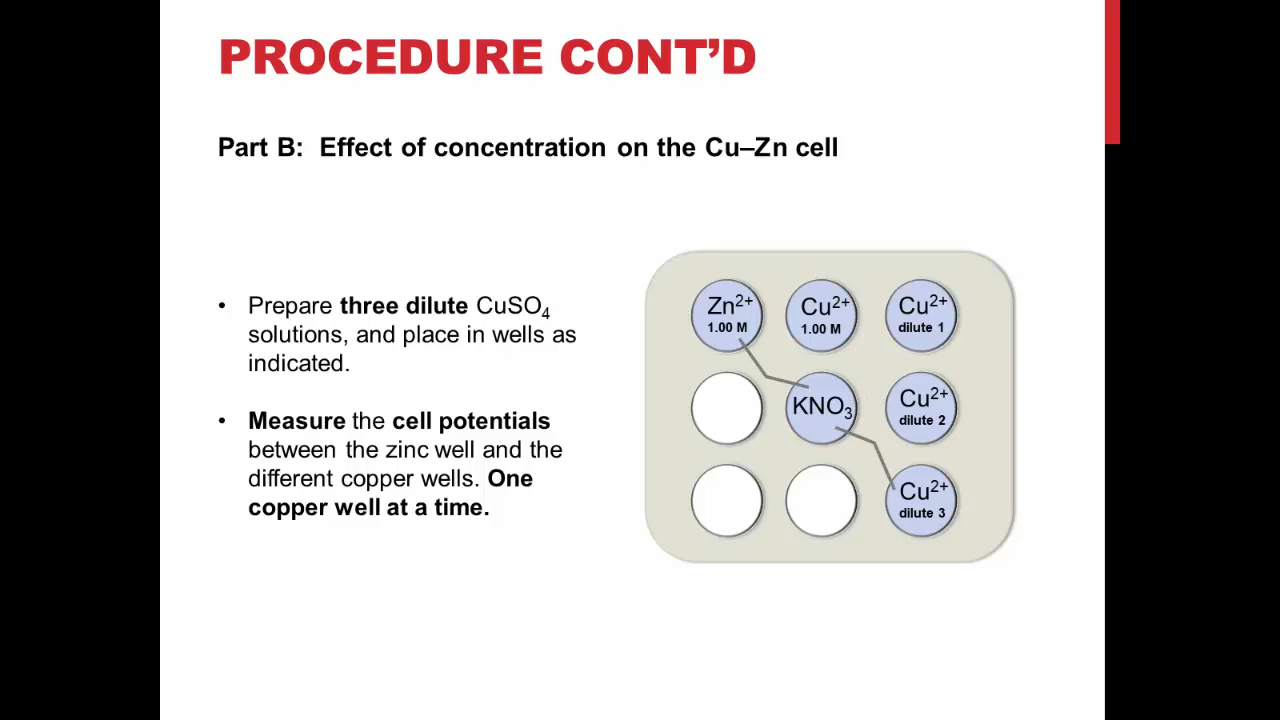 PROCEDURE CONT’D
Part B:  Effect of concentration on the Cu–Zn cell
• Prepare three dilute CuSO₄
solutions, and place in wells as
indicated.
• Measure the cell potentials
between the zinc well and the
different copper wells. One
copper well at a time.
Zn²⁺
1.00 M
Cu²⁺
1.00 M
Cu²⁺
dilute 1
KNO₃
Cu²⁺
dilute 2
Cu²⁺
dilute 3